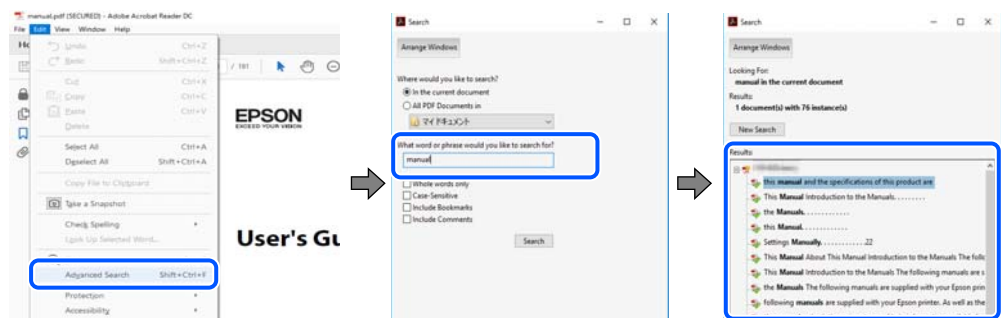 manual.pdf (SECURED) - Adobe Acrobat Reader DC
File Edit View Window Help
Undo Ctrl+Z
Redo Shift+Ctrl+Z
Cut Ctrl+X
Copy Ctrl+C
Paste Ctrl+V
Delete
Select All Ctrl+A
Deselect All Shift+Ctrl+A
Copy File to Clipboard
Take a Snapshot
Check Spelling
Look Up Selected Word...
Advanced Search Shift+Ctrl+F
Protection
Accessibility
/ 191
EPSON
EXCEED YOUR VISION
User's Gu
Search
Arrange Windows
Where would you like to search?
In the current document
All PDF Documents in
マイ ドキュメント
What word or phrase would you like to search for?
manual
Whole words only
Case-Sensitive
Include Bookmarks
Include Comments
Search
Search
Arrange Windows
Looking For:
manual in the current document
Results:
1 document(s) with 76 instance(s)
New Search
Results:
this manual and the specifications of this product are
This Manual Introduction to the Manuals. . . . . . . . .
the Manuals. . . . . . . . . . . .
this Manual. . . . . . . . . . . .
Settings Manually. . . . . . . . . . . . .22
This Manual About This Manual Introduction to the Manuals The follo
This Manual Introduction to the Manuals The following manuals are s
the Manuals The following manuals are supplied with your Epson prin
following manuals are supplied with your Epson printer. As well as the